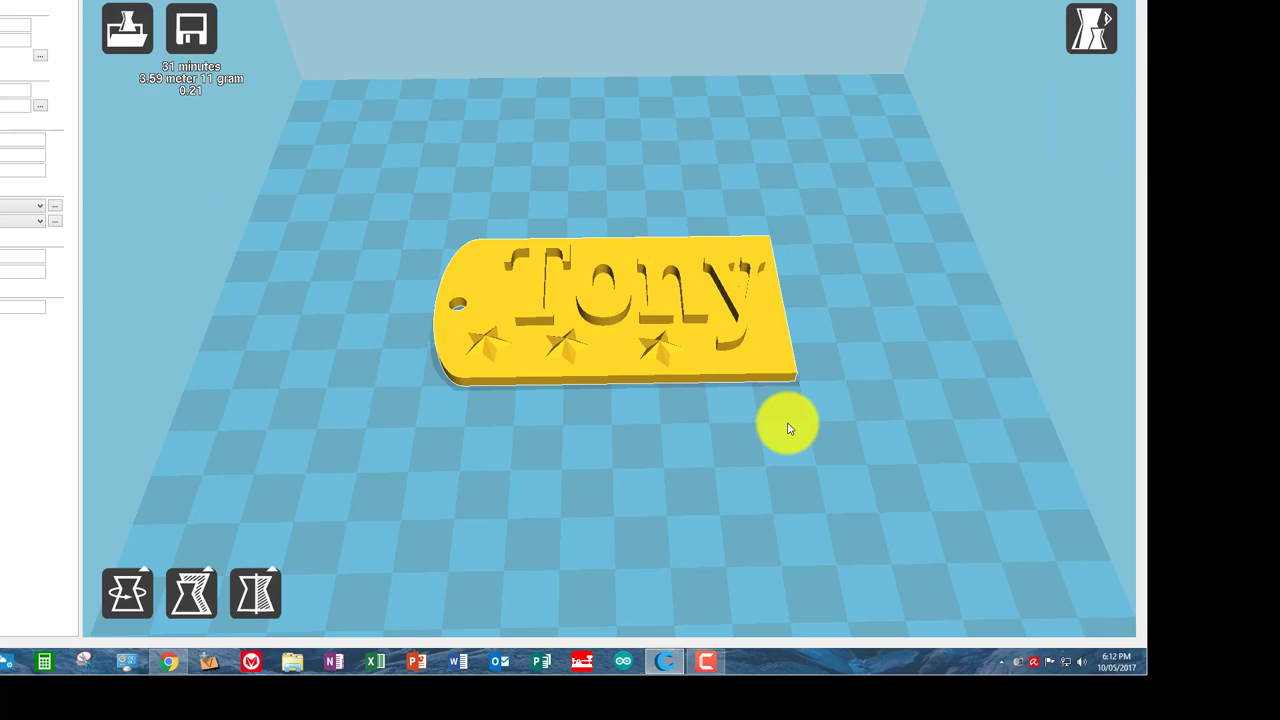 31 minutes
3.59 meter 11 gram
0.21
Tony
6:12 PM
10/05/2017